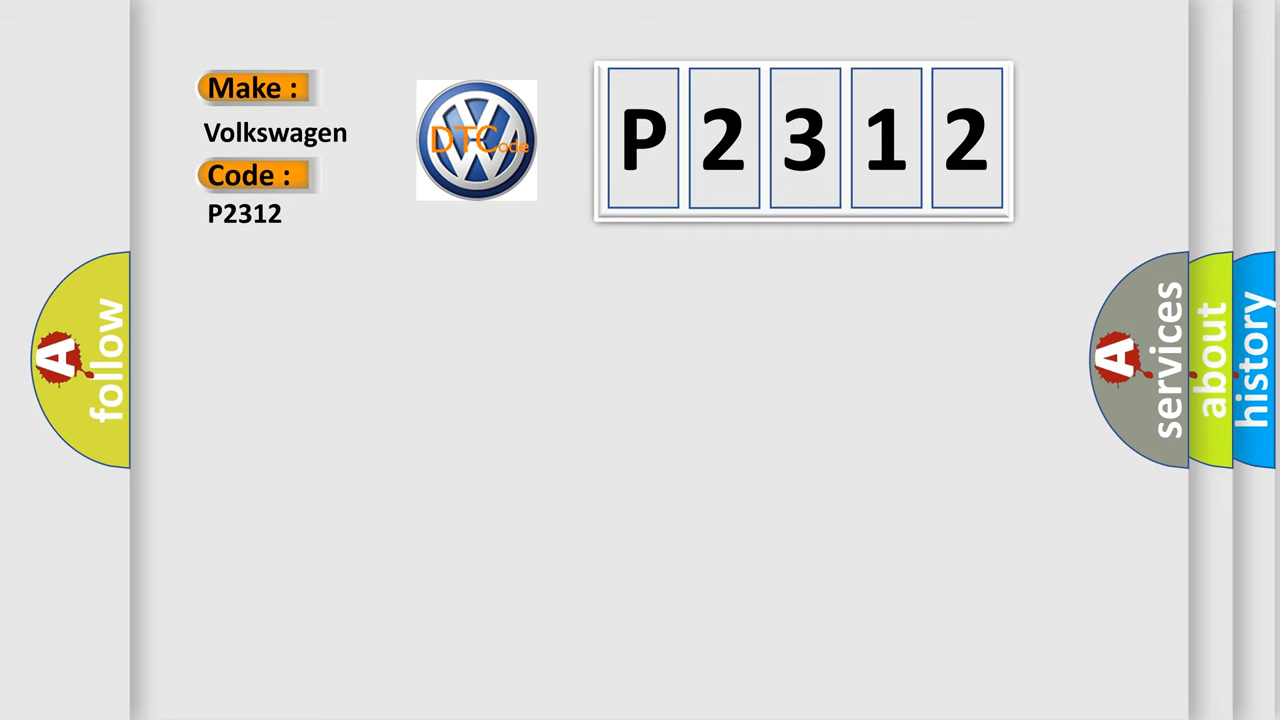 Make :
Volkswagen
Code :
P2312
DTCode
P 2 3 1 2
A follow
A services
about
history